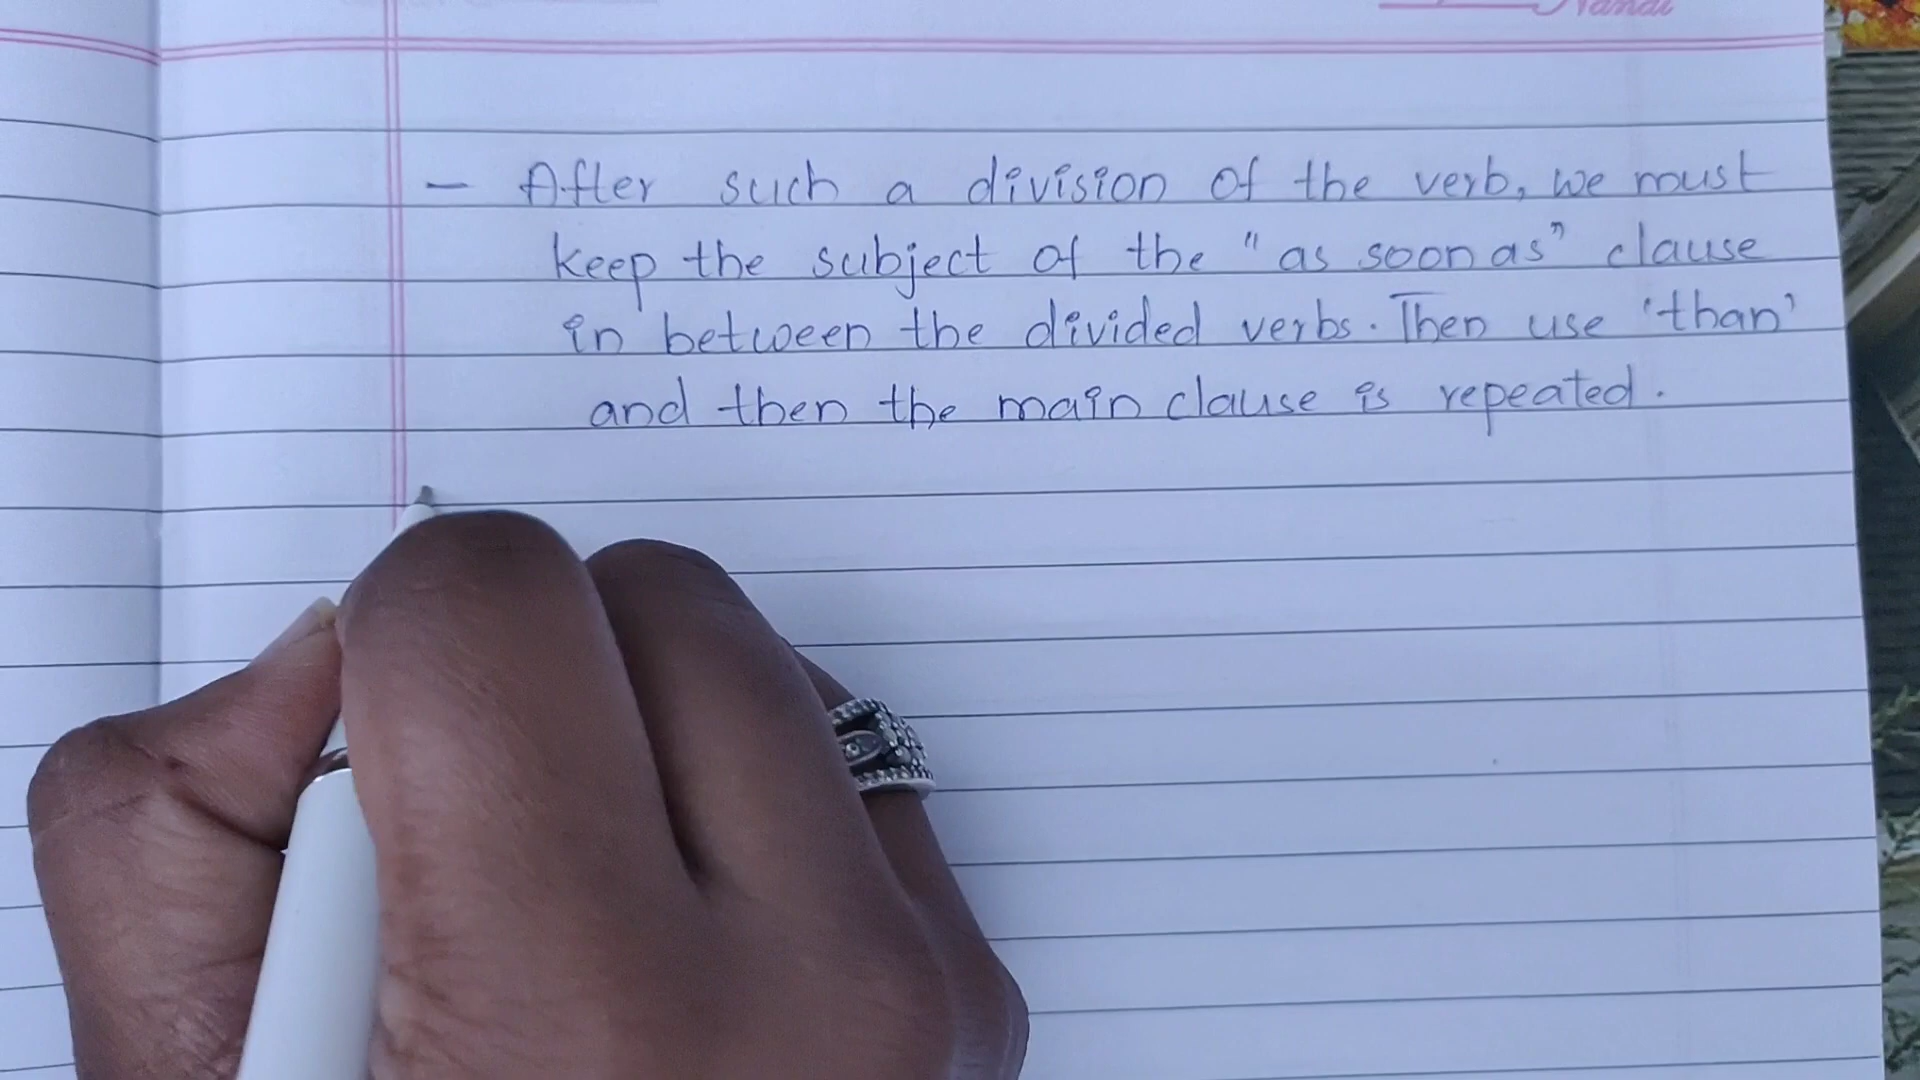 Nandi
- After such a division of the verb, we must
keep the subject of the "as soon as" clause
in between the divided verbs. Then use 'than'
and then the main clause is repeated.